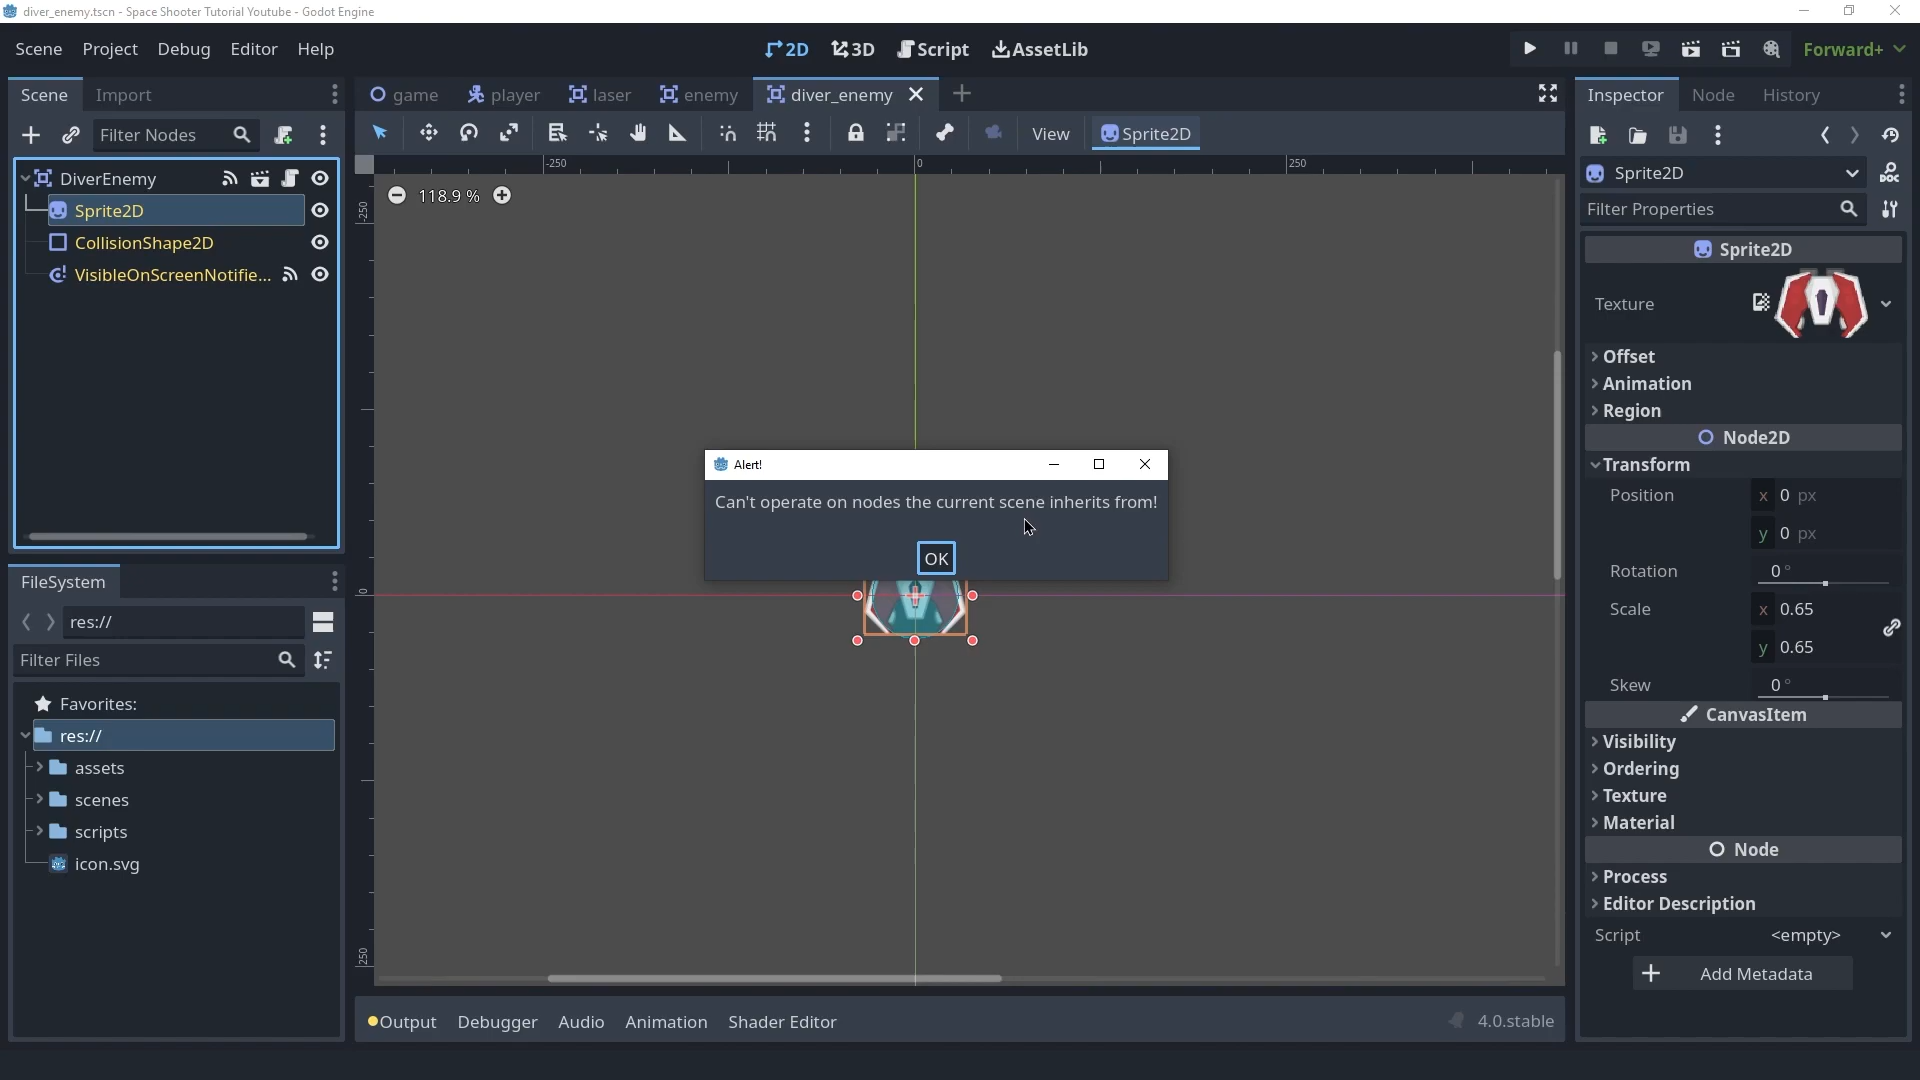 diver_enemy.tscn - Space Shooter Tutorial Youtube - Godot Engine
Scene Project Debug Editor Help
2D 3D Script AssetLib
Forward+
Scene Import
game player laser enemy diver_enemy
Inspector Node History
Filter Nodes
View Sprite2D
-250 0 250
Sprite2D
DiverEnemy
Sprite2D
CollisionShape2D
VisibleOnScreenNotifie...
118.9 %
-250
0
250
Filter Properties
Sprite2D
Texture
Offset
Animation
Region
Node2D
Transform
Position x 0 px
y 0 px
Rotation 0 °
Scale x 0.65
y 0.65
Skew 0 °
CanvasItem
Visibility
Ordering
Texture
Material
Node
Process
Editor Description
Script <empty>
Add Metadata
Alert!
Can't operate on nodes the current scene inherits from!
OK
FileSystem
res://
Filter Files
Favorites:
res://
assets
scenes
scripts
icon.svg
Output Debugger Audio Animation Shader Editor
4.0.stable